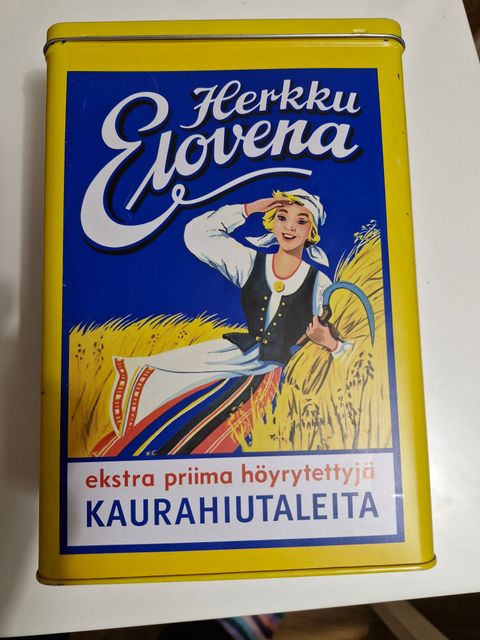 Herkku
Elovena
ekstra priima höyrytettyjä
KAURAHIUTALEITA